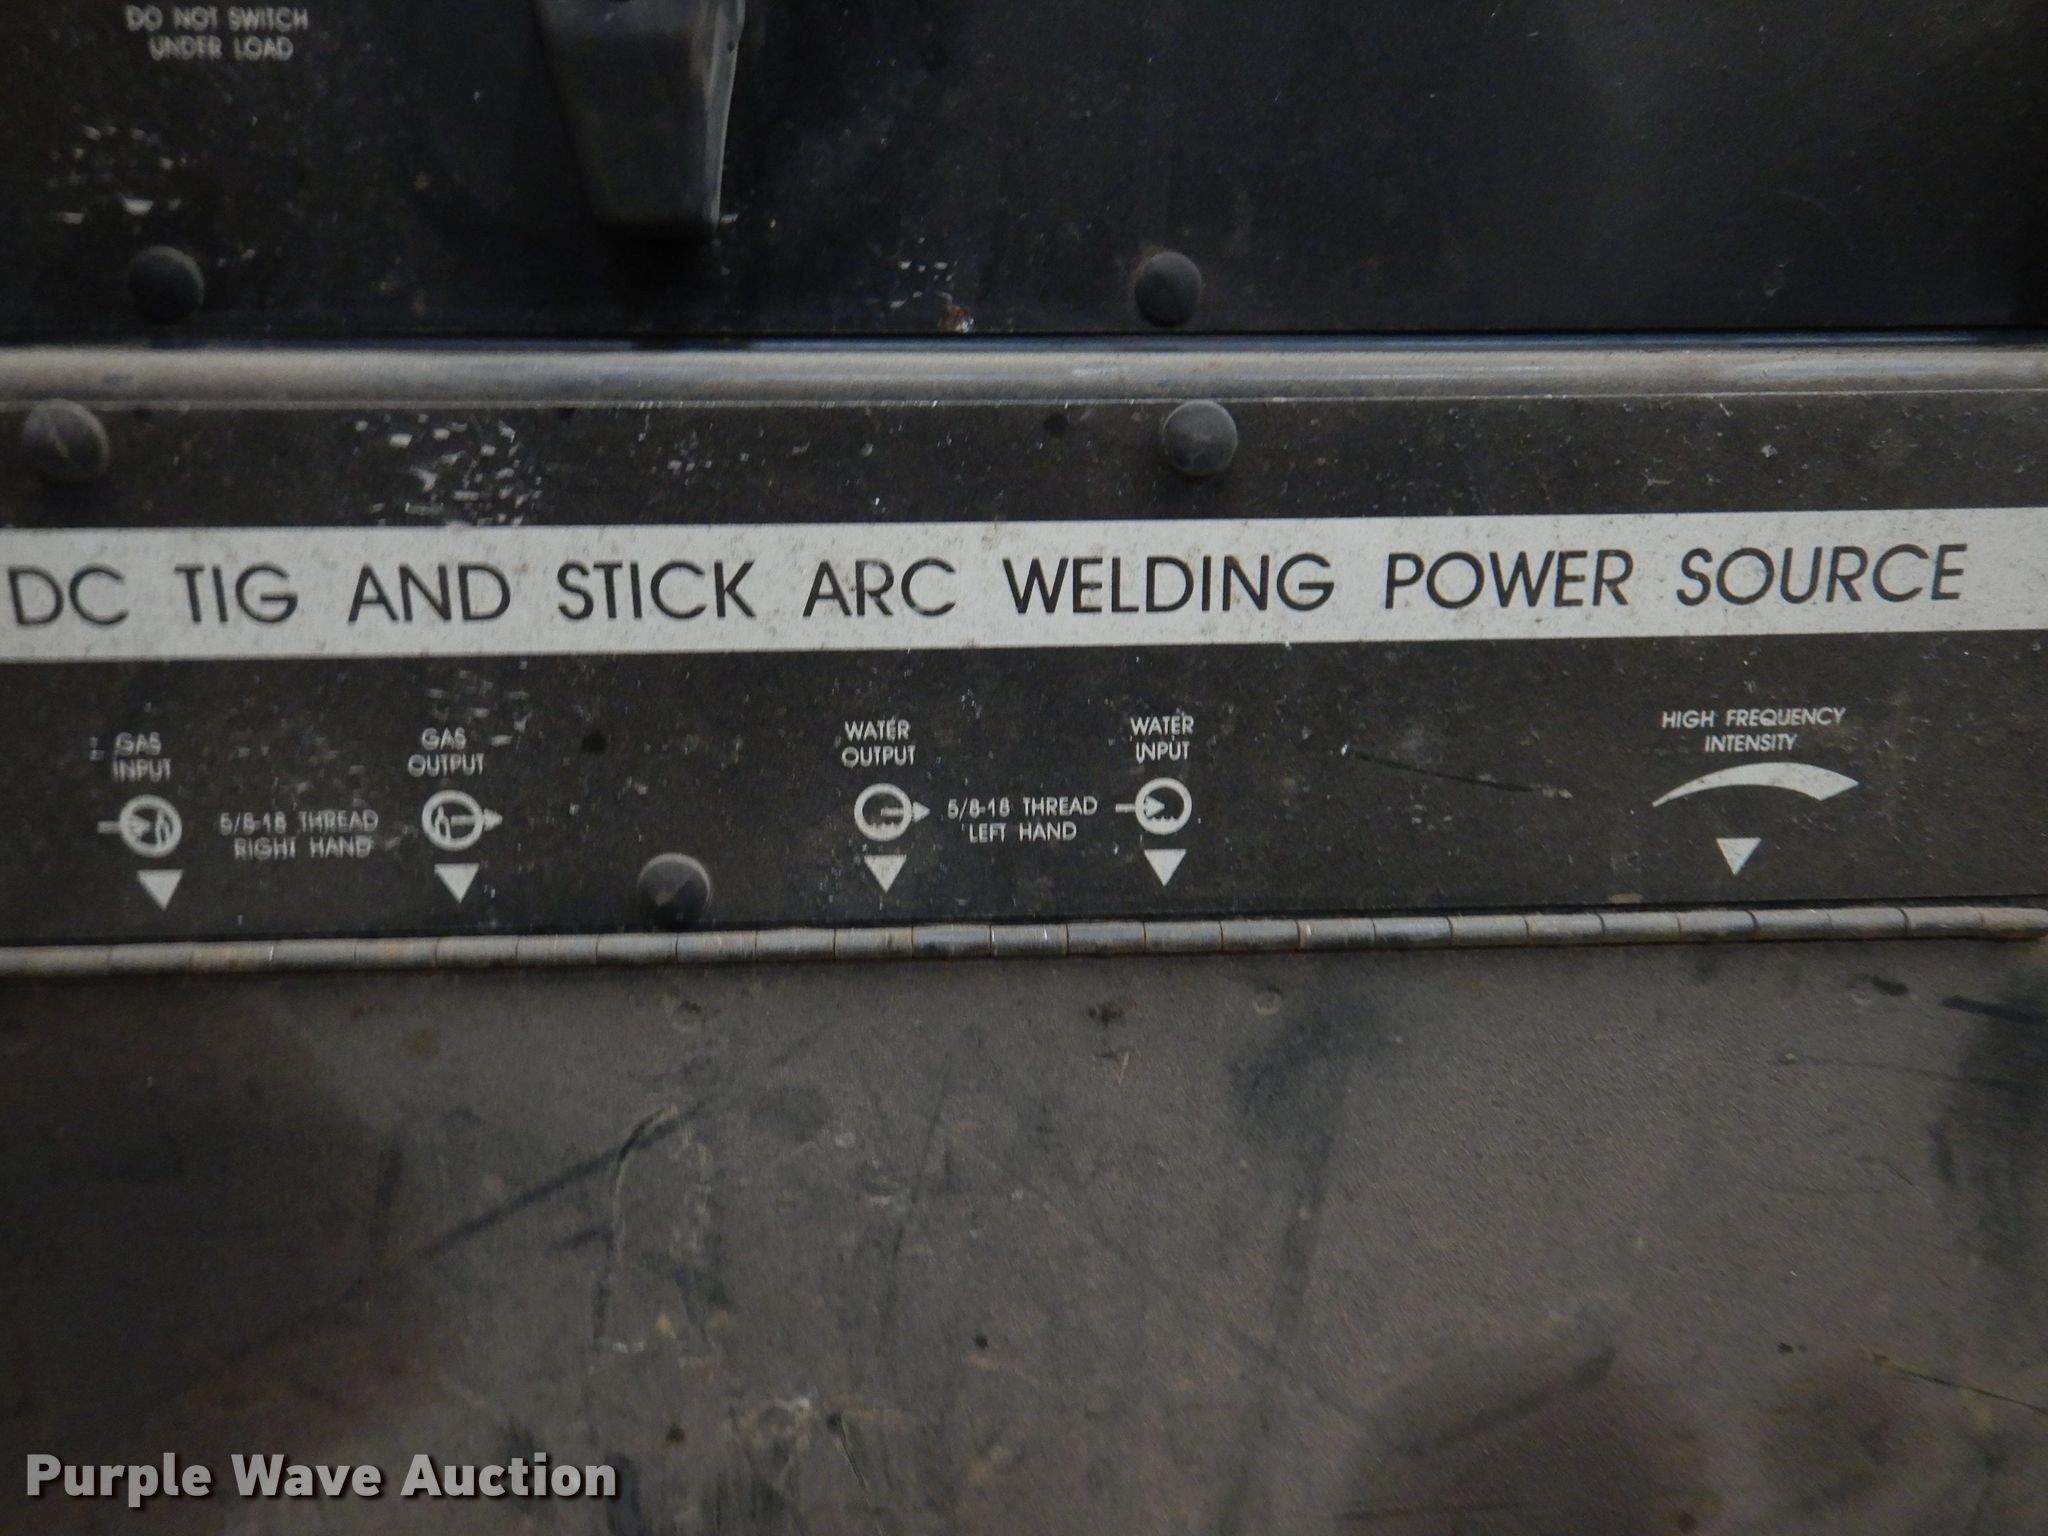 DO NOT SWITCH
UNDER LOAD
DC TIG AND STICK ARC WELDING POWER SOURCE
GAS
INPUT
5/8-18 THREAD
RIGHT HAND
GAS
OUTPUT
WATER
OUTPUT
5/8-18 THREAD
LEFT HAND
WATER
INPUT
HIGH FREQUENCY
INTENSITY
Purple Wave Auction